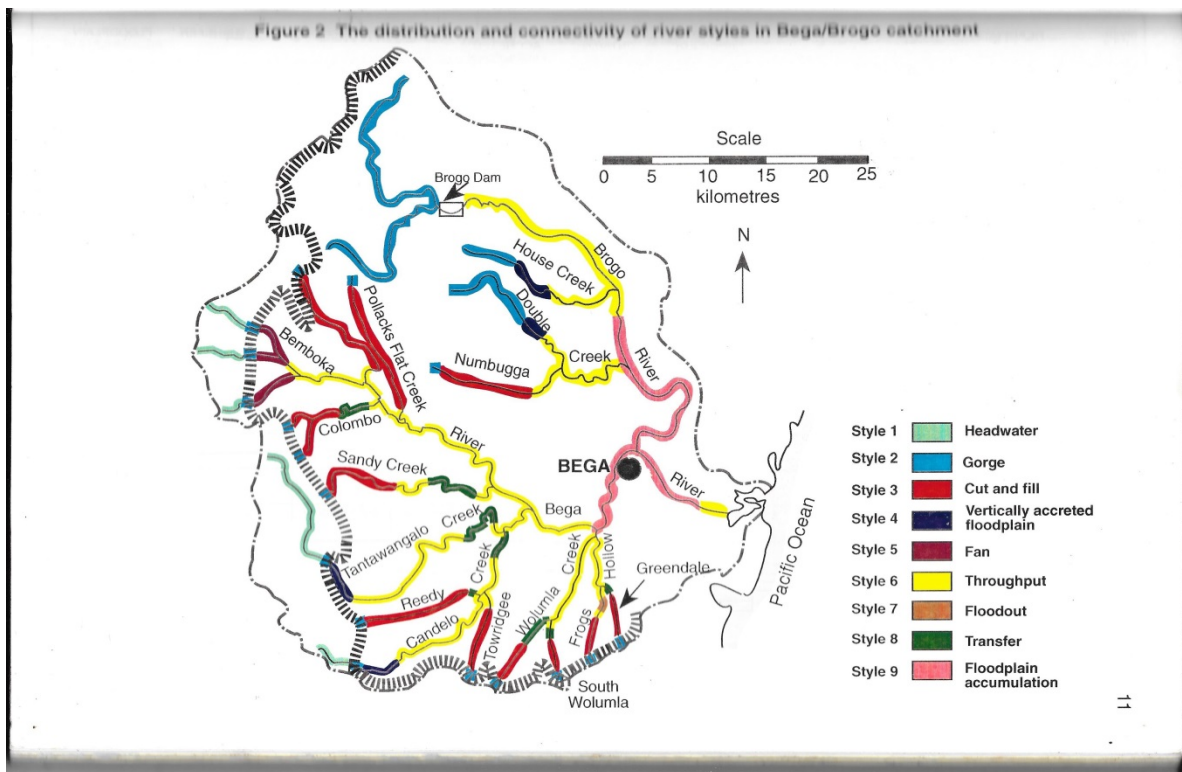 Figure 2 The distribution and connectivity of river styles in Bega/Brogo catchment
Scale
0 5 10 15 20 25
kilometres
N
Brogo Dam
Brogo
River
House Creek
Double
Creek
Numbugga
Pollacks Flat Creek
Bemboka
River
Colombo
Sandy Creek
BEGA
River
Bega
Tantawangalo Creek
Creek
Reedy
Candelo
Towridgee
Wolumla
Creek
Frogs
Hollow
Greendale
South
Wolumla
Pacific Ocean
Style 1 Headwater
Style 2 Gorge
Style 3 Cut and fill
Style 4 Vertically accreted
floodplain
Style 5 Fan
Style 6 Throughput
Style 7 Floodout
Style 8 Transfer
Style 9 Floodplain
accumulation
11